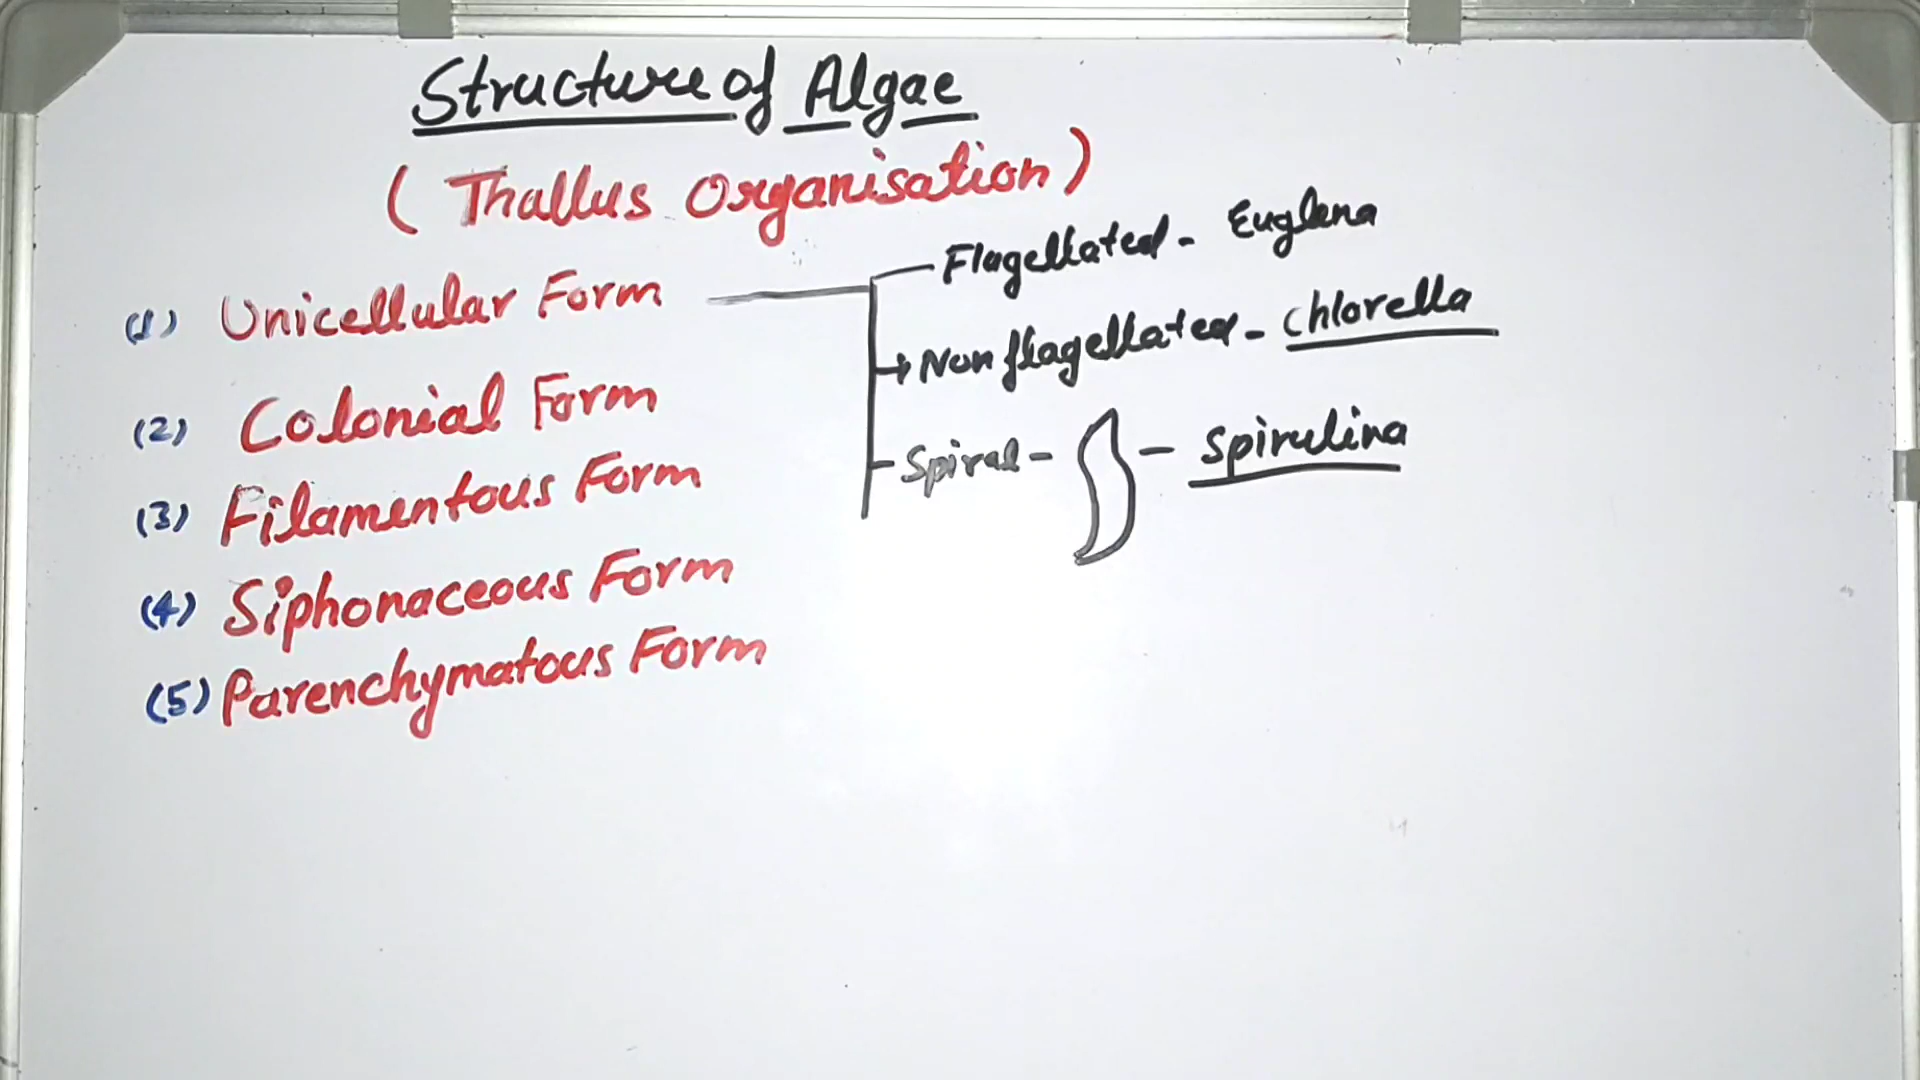 Structure of Algae
(Thallus Organisation)
(1) Unicellular Form
Flagellated - Euglena
Non flagellated - chlorella
Spiral - - Spirulina
(2) Colonial Form
(3) Filamentous Form
(4) Siphonaceous Form
(5) Parenchymatous Form